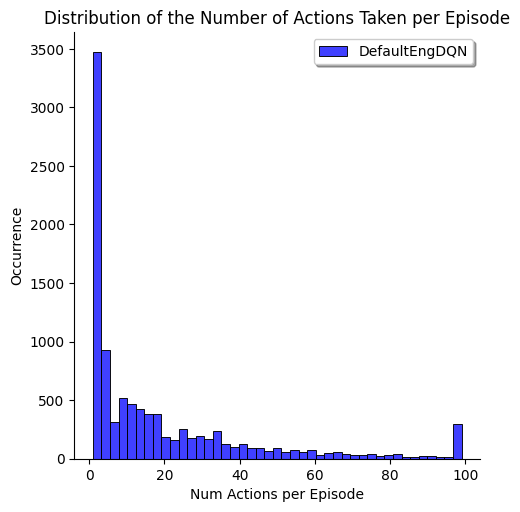 Distribution of the Number of Actions Taken per Episode
DefaultEngDQN
3500
3000
2500
2000
1500
1000
500
0
Occurrence
0 20 40 60 80 100
Num Actions per Episode